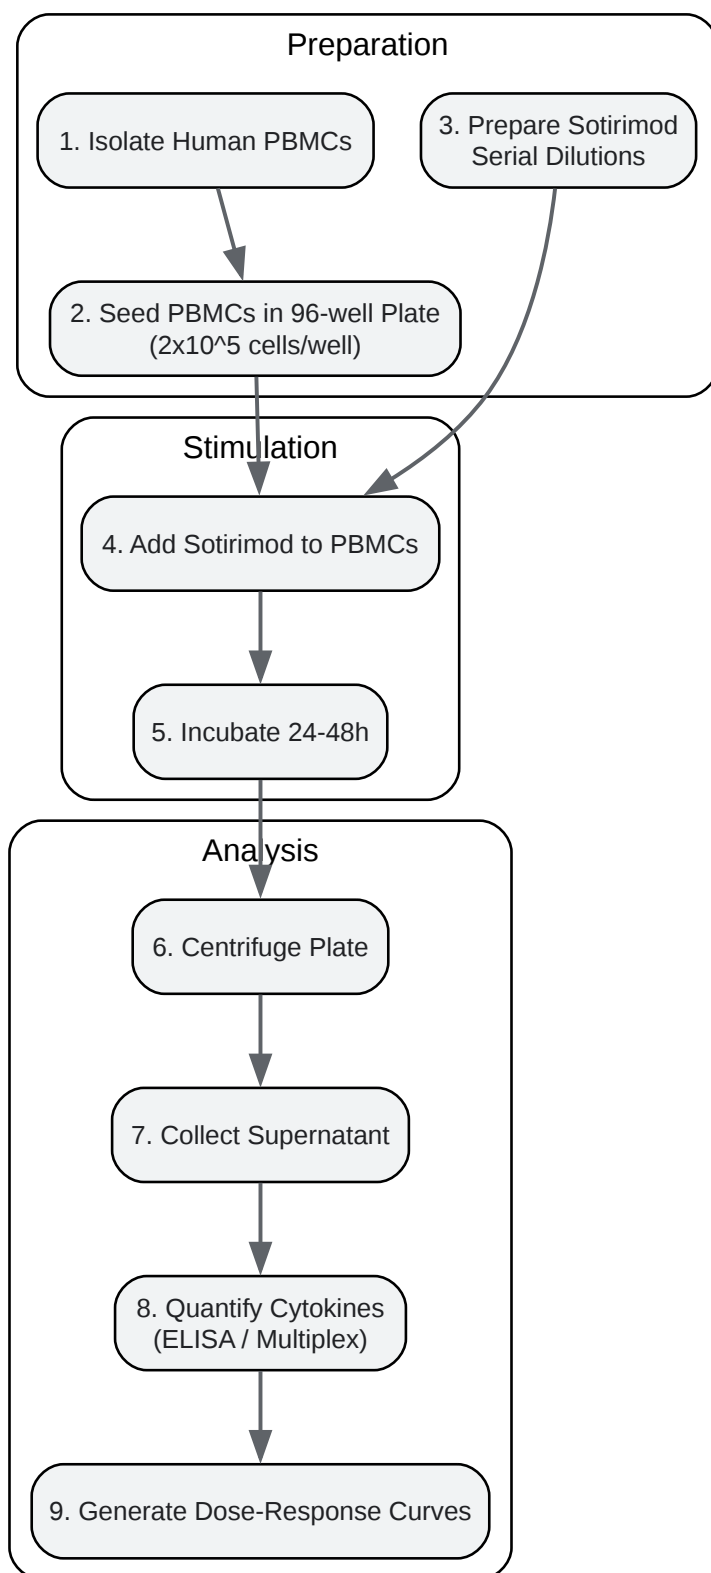 Preparation
1. Isolate Human PBMCs
3. Prepare Sotirimod
Serial Dilutions
2. Seed PBMCs in 96-well Plate
(2x10^5 cells/well)
Stimulation
4. Add Sotirimod to PBMCs
5. Incubate 24-48h
Analysis
6. Centrifuge Plate
7. Collect Supernatant
8. Quantify Cytokines
(ELISA / Multiplex)
9. Generate Dose-Response Curves